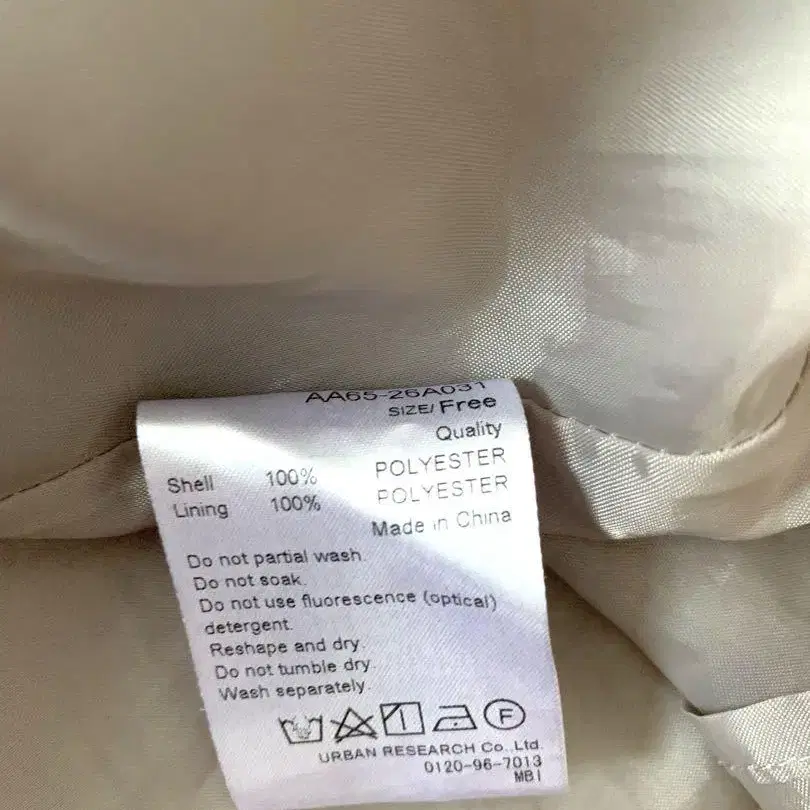 AA65-26A031
SIZE/ Free
Quality
Shell 100% POLYESTER
Lining 100% POLYESTER
Made in China
Do not partial wash.
Do not soak.
Do not use fluorescence (optical)
detergent.
Reshape and dry.
Do not tumble dry.
Wash separately.
F
URBAN RESEARCH Co.,Ltd.
0120-96-7013
MBI